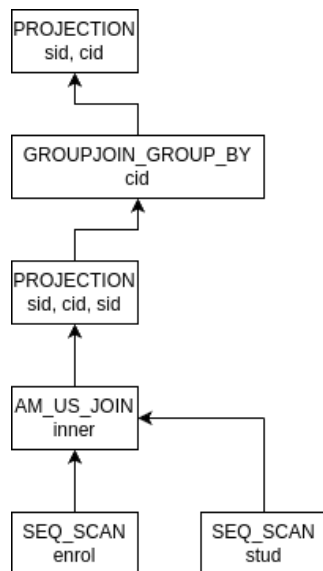 PROJECTION
sid, cid
GROUPJOIN_GROUP_BY
cid
PROJECTION
sid, cid, sid
AM_US_JOIN
inner
SEQ_SCAN
enrol
SEQ_SCAN
stud